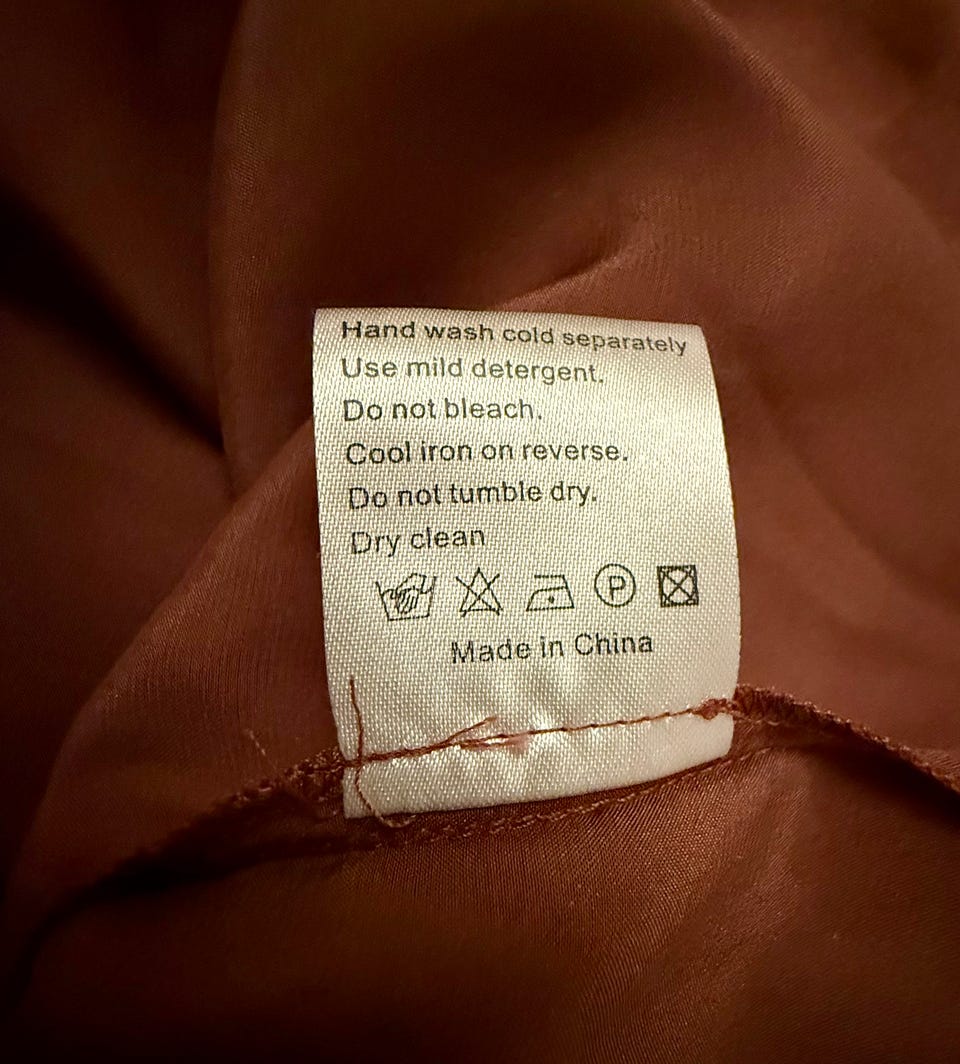 Hand wash cold separately
Use mild detergent.
Do not bleach.
Cool iron on reverse.
Do not tumble dry.
Dry clean
P
Made in China